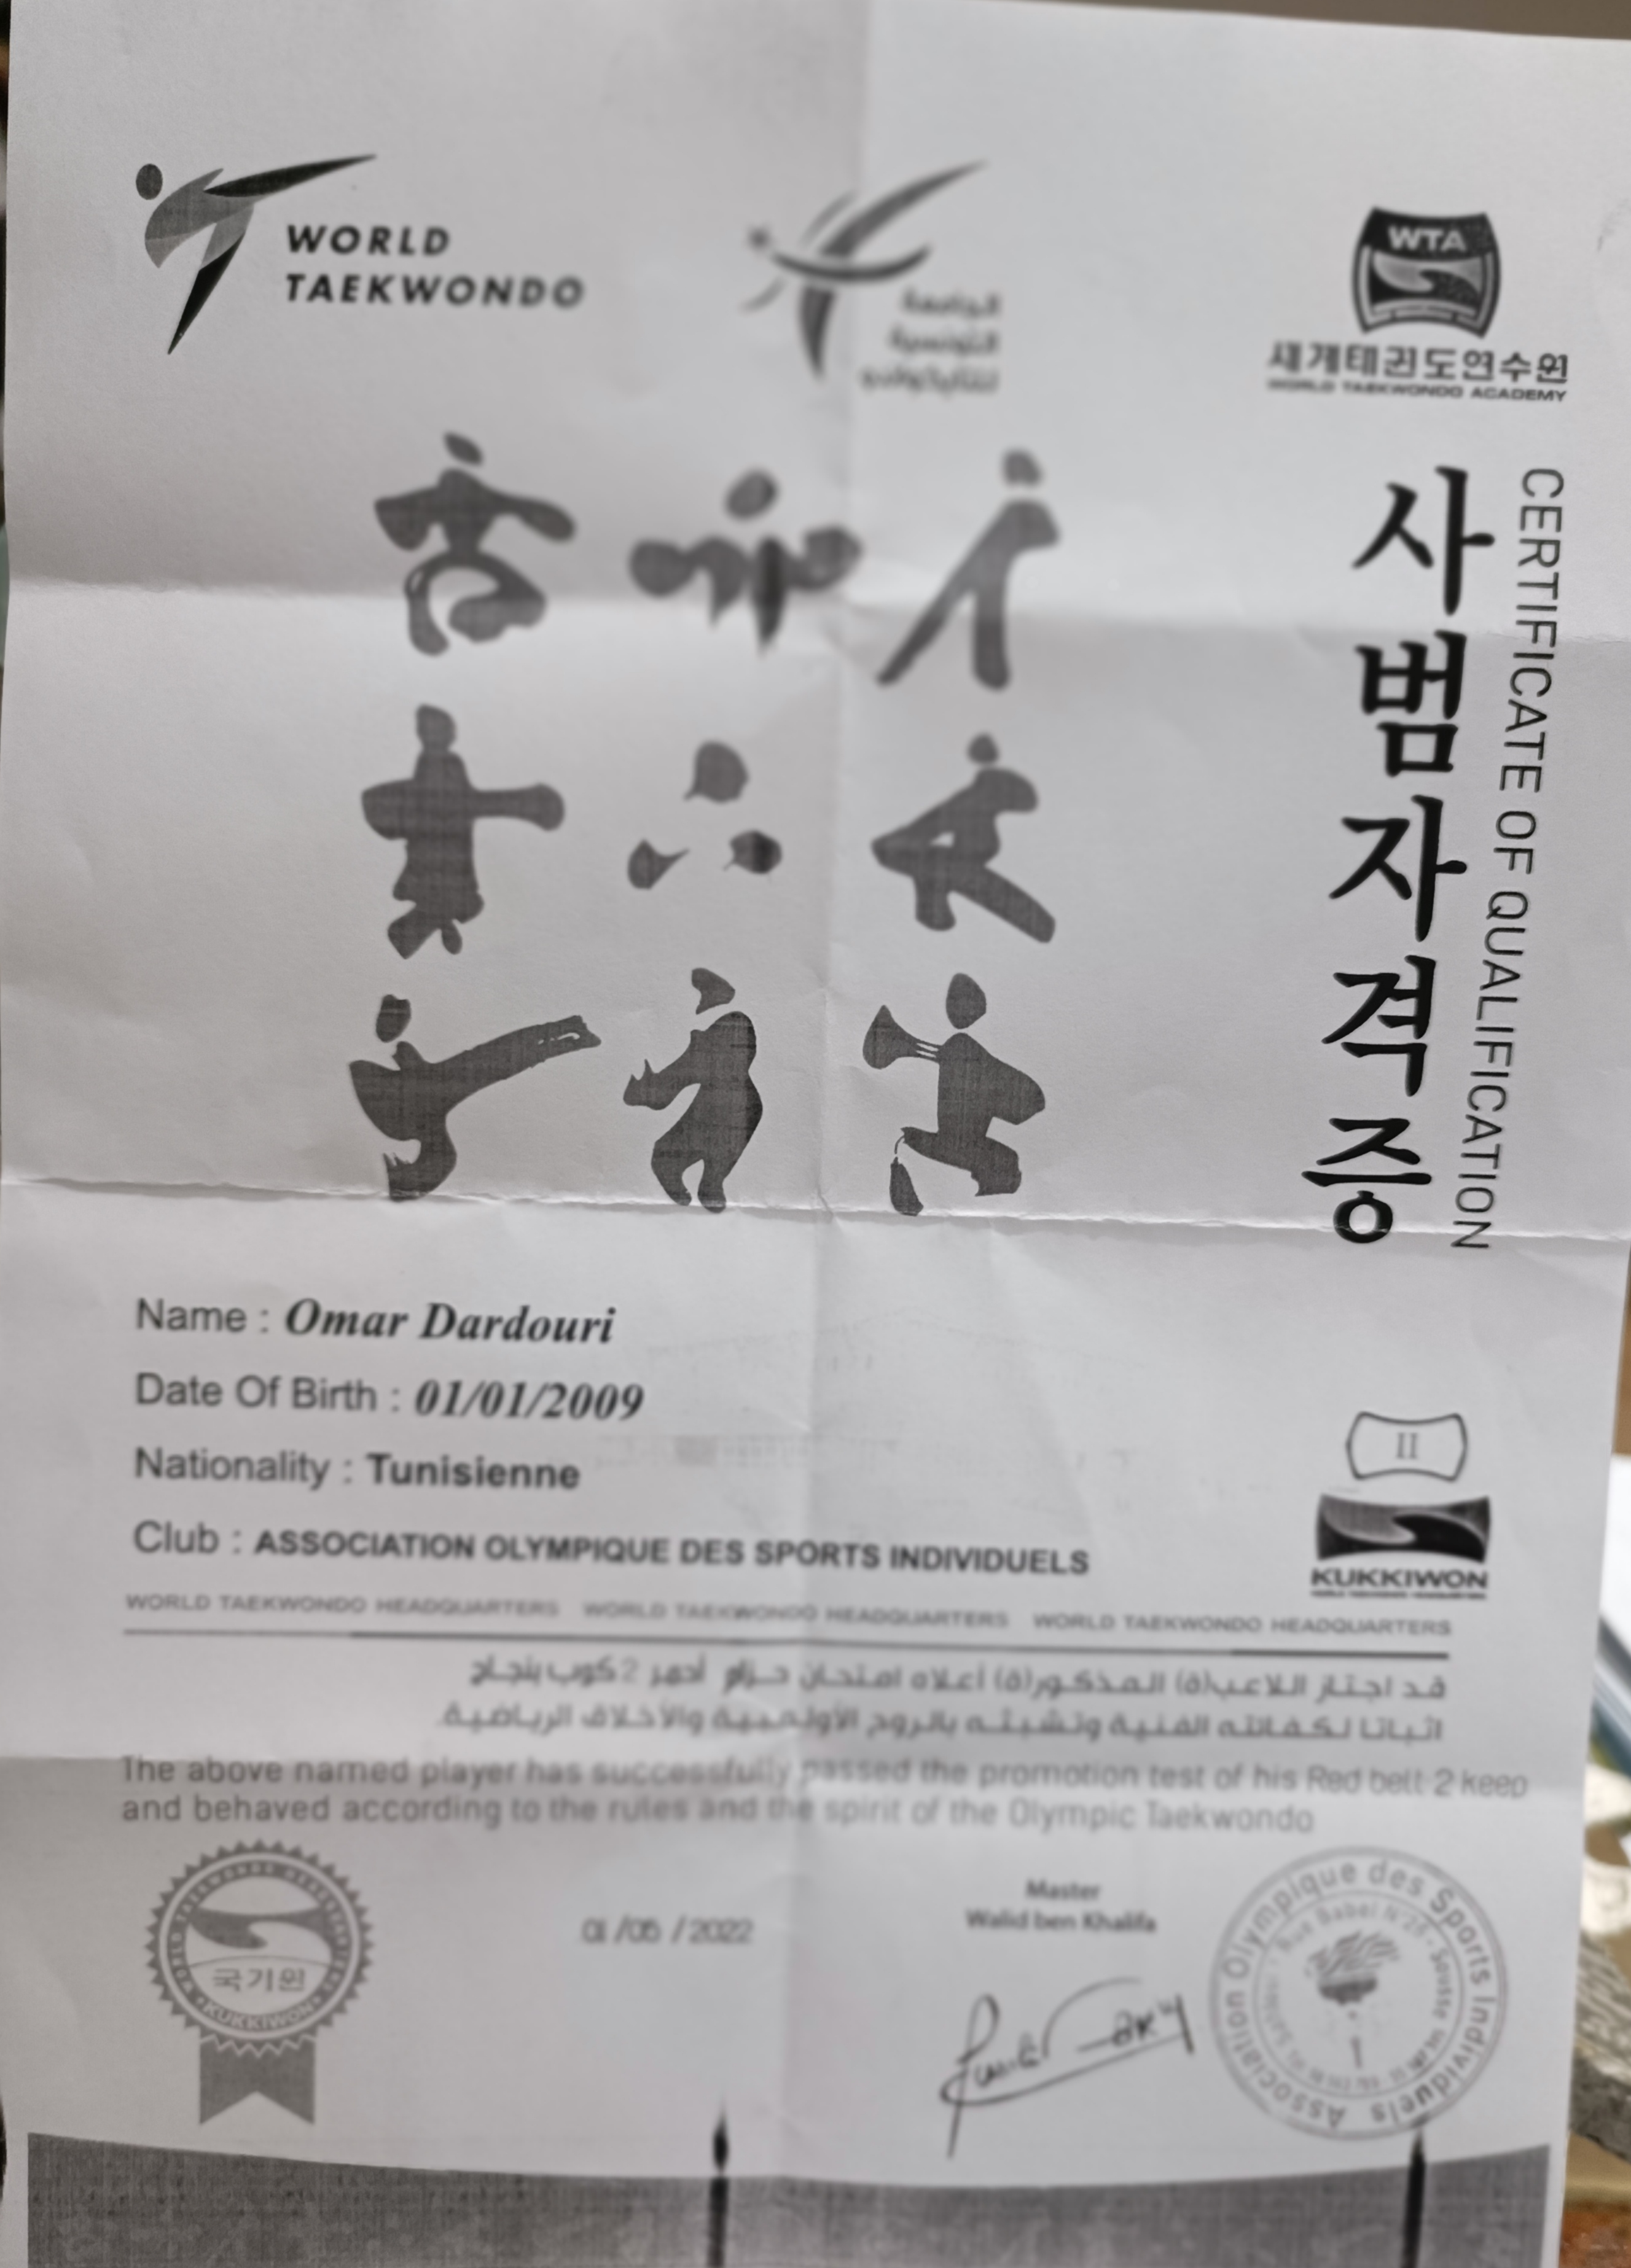 WORLD
TAEKWONDO
الجامعة
التونسية
للتايكواندو
WTA
세계태권도연수원
WORLD TAEKWONDO ACADEMY
사범자격증
CERTIFICATE OF QUALIFICATION
Name : Omar Dardouri
Date Of Birth : 01/01/2009
Nationality : Tunisienne
Club : ASSOCIATION OLYMPIQUE DES SPORTS INDIVIDUELS
II
KUKKIWON
WORLD TAEKWONDO HEADQUARTERS WORLD TAEKWONDO HEADQUARTERS WORLD TAEKWONDO HEADQUARTERS
قد اجتاز اللاعب(ة) المذكور(ة) أعلاه امتحان حزام أحمر 2 كوب بنجاح
اثباتا لكفائته الفنية وتشبثه بالروح الأولمبية والأخلاق الرياضية.
The above named player has successfully passed the promotion test of his Red belt 2 keep
and behaved according to the rules and the spirit of the Olympic Taekwondo
국기원
KUKKIWON
01/05/2022
Master
Walid ben Khalifa
Association Olympique des Sports Individuels
Rue Babel N°26 - Sousse